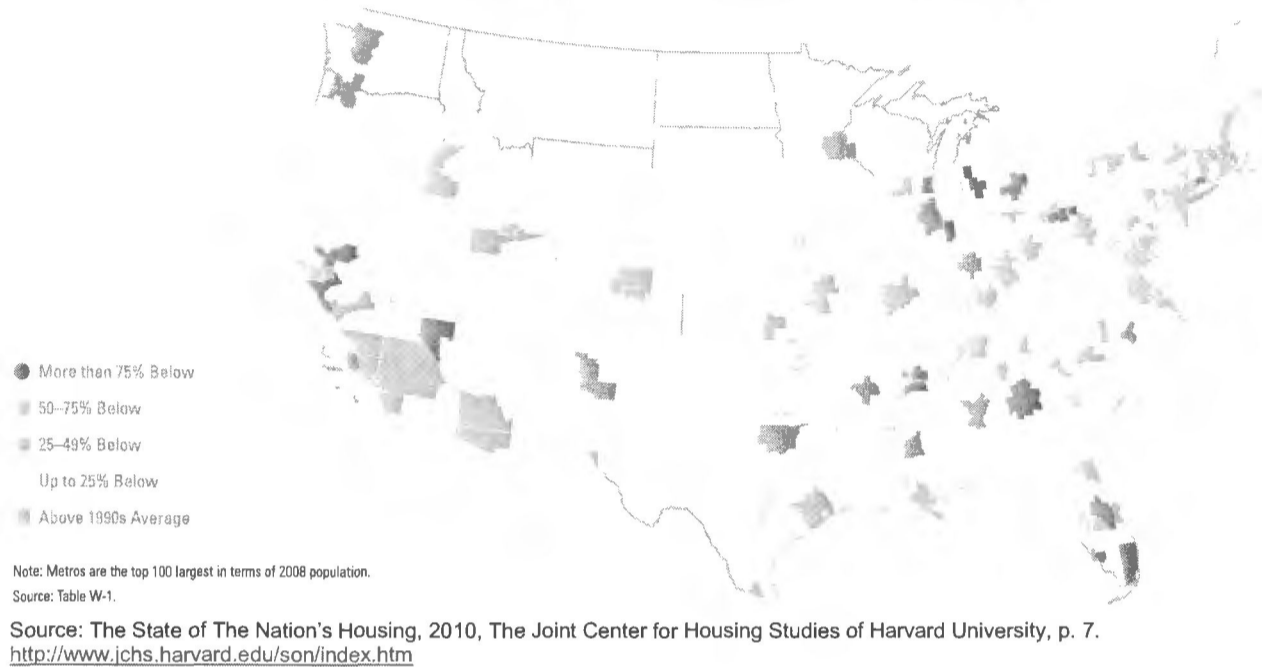 More than 75% Below
50–75% Below
25–49% Below
Up to 25% Below
Above 1990s Average
Note: Metros are the top 100 largest in terms of 2008 population.
Source: Table W-1.
Source: The State of The Nation's Housing, 2010, The Joint Center for Housing Studies of Harvard University, p. 7.
http://www.jchs.harvard.edu/son/index.htm